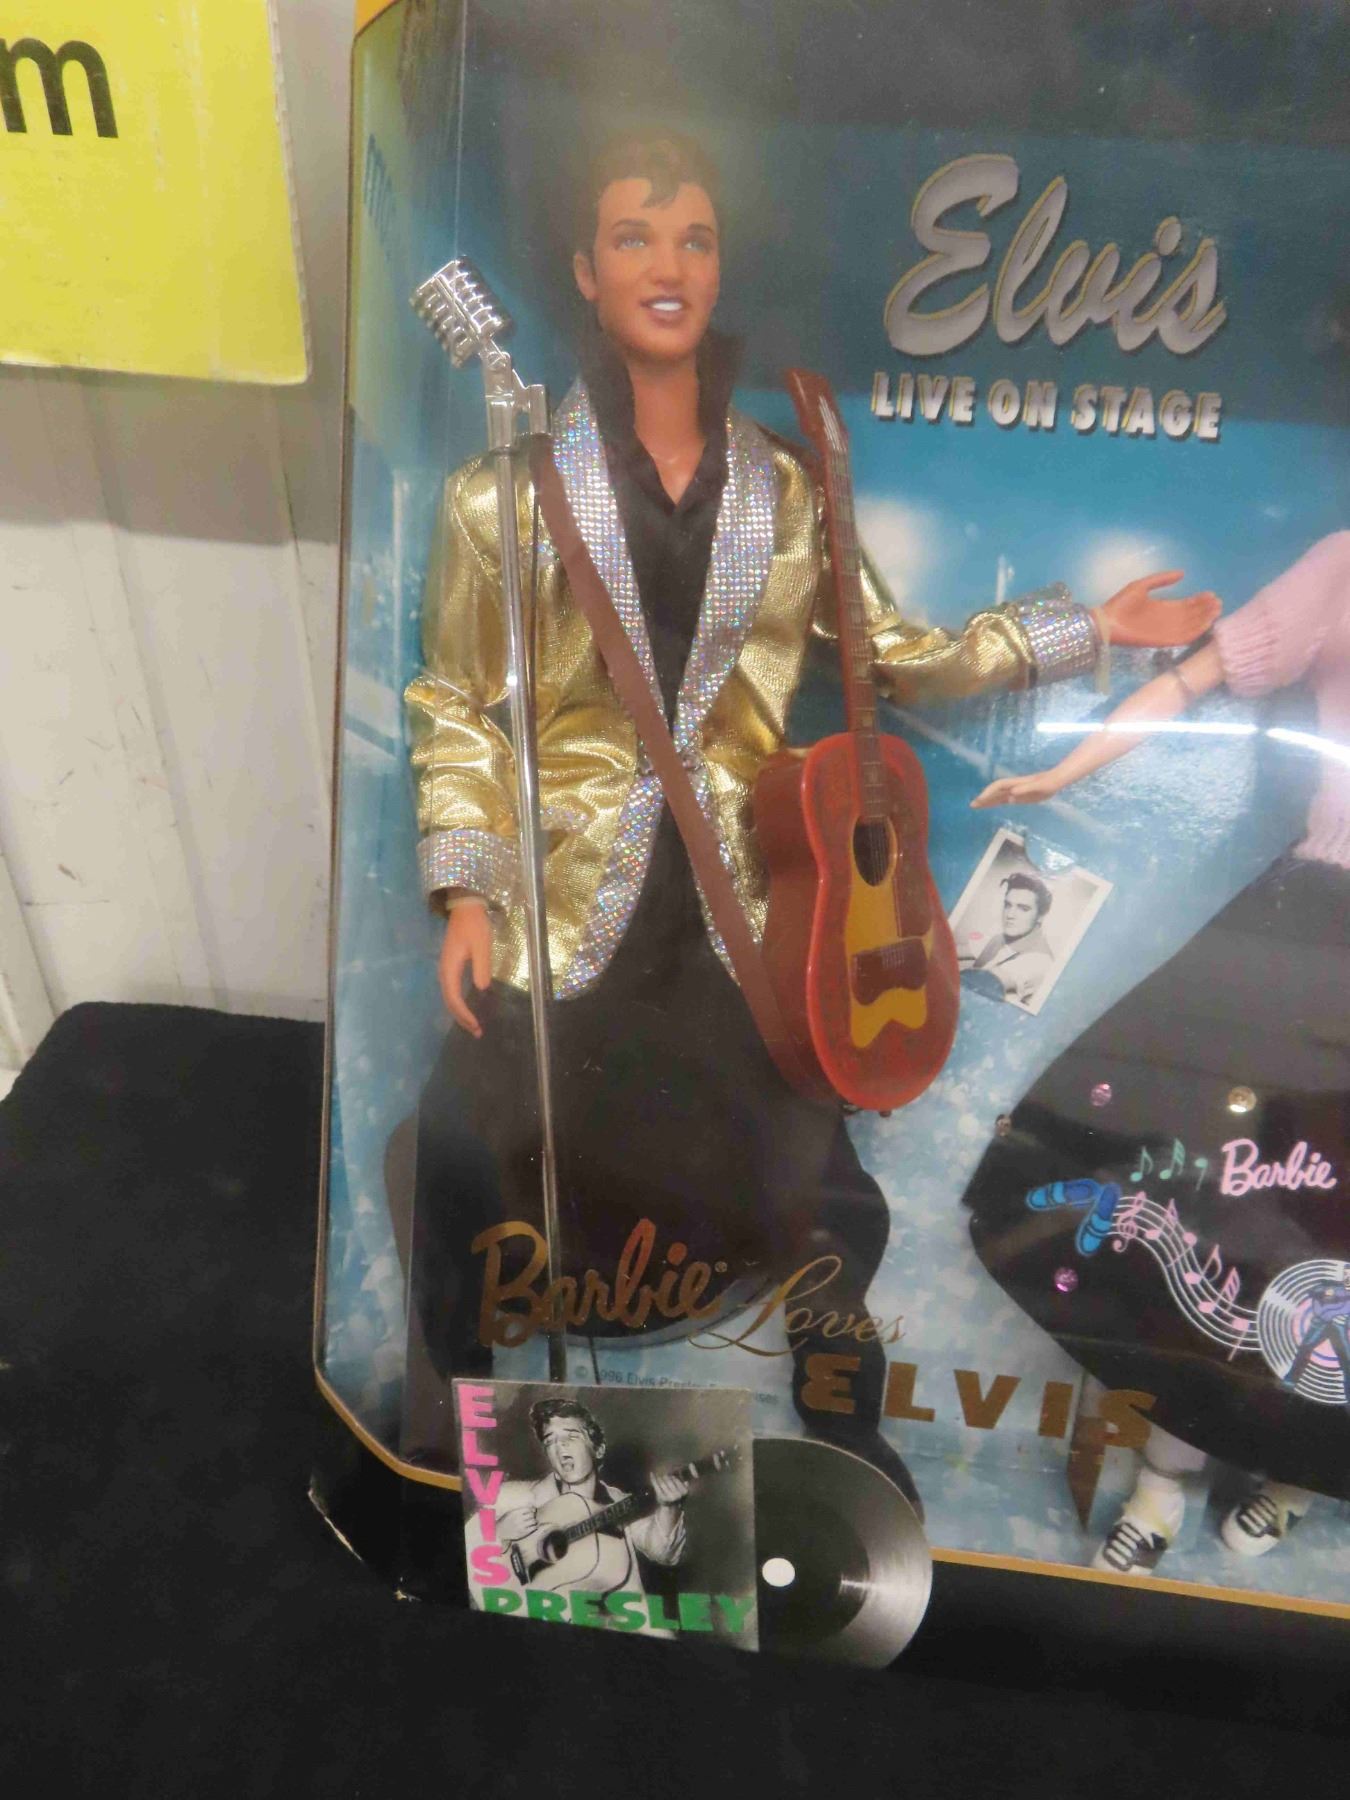 m
Elvis
LIVE ON STAGE
Barbie
Barbie Loves
ELVIS
ELVIS
PRESLEY